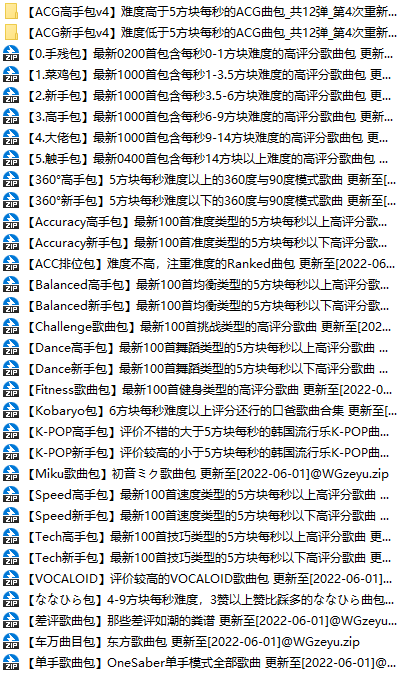 【ACG高手包v4】难度高于5方块每秒的ACG曲包_共12弹_第4次重新...
【ACG新手包v4】难度低于5方块每秒的ACG曲包_共12弹_第4次重新...
【0.手残包】最新0200首包含每秒0-1方块难度的高评分歌曲包 更新...
【1.菜鸡包】最新1000首包含每秒1-3.5方块难度的高评分歌曲包 更...
【2.新手包】最新1000首包含每秒3.5-6方块难度的高评分歌曲包 更...
【3.高手包】最新1000首包含每秒6-9方块难度的高评分歌曲包 更新...
【4.大佬包】最新1000首包含每秒9-14方块难度的高评分歌曲包 更...
【5.触手包】最新0400首包含每秒14方块以上难度的高评分歌曲包 ...
【360°高手包】5方块每秒难度以上的360度与90度模式歌曲 更新至[...
【360°新手包】5方块每秒难度以下的360度与90度模式歌曲 更新至[...
【Accuracy高手包】最新100首准度类型的5方块每秒以上高评分歌...
【Accuracy新手包】最新100首准度类型的5方块每秒以下高评分歌...
【ACC排位包】难度不高，注重准度的Ranked曲包 更新至[2022-06...
【Balanced高手包】最新100首均衡类型的5方块每秒以上高评分歌...
【Balanced新手包】最新100首均衡类型的5方块每秒以下高评分歌...
【Challenge歌曲包】最新100首挑战类型的高评分歌曲 更新至[202...
【Dance高手包】最新100首舞蹈类型的5方块每秒以上高评分歌曲 ...
【Dance新手包】最新100首舞蹈类型的5方块每秒以下高评分歌曲 ...
【Fitness歌曲包】最新100首健身类型的高评分歌曲 更新至[2022-0...
【Kobaryo包】6方块每秒难度以上评分还行的口爸歌曲合集 更新至[...
【K-POP高手包】评价不错的大于5方块每秒的韩国流行乐K-POP曲...
【K-POP新手包】评价较高的小于5方块每秒的韩国流行乐K-POP曲...
【Miku歌曲包】初音ミク歌曲包 更新至[2022-06-01]@WGzeyu.zip
【Speed高手包】最新100首速度类型的5方块每秒以上高评分歌曲 ...
【Speed新手包】最新100首速度类型的5方块每秒以下高评分歌曲 ...
【Tech高手包】最新100首技巧类型的5方块每秒以上高评分歌曲 更...
【Tech新手包】最新100首技巧类型的5方块每秒以下高评分歌曲 更...
【VOCALOID】评价较高的VOCALOID歌曲包 更新至[2022-06-01]...
【ななひら包】4-9方块每秒难度，3赞以上赞比踩多的ななひら曲包...
【差评歌曲包】那些差评如潮的粪谱 更新至[2022-06-01]@WGzeyu...
【车万曲目包】东方歌曲包 更新至[2022-06-01]@WGzeyu.zip
【单手歌曲包】OneSaber单手模式全部歌曲 更新至[2022-06-01]@...